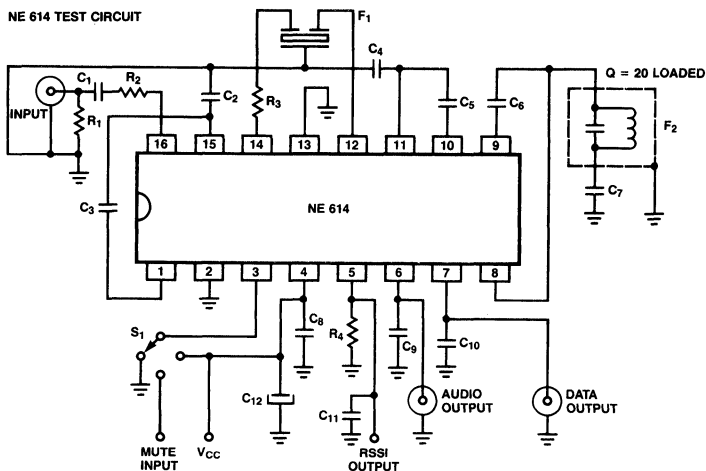 NE 614 TEST CIRCUIT
F1
C4
Q = 20 LOADED
C1
R2
INPUT
R1
C2
R3
C5
C6
F2
C7
C3
16
15
14
13
12
11
10
9
NE 614
1
2
3
4
5
6
7
8
S1
C8
R4
C9
C10
C12
C11
AUDIO
OUTPUT
DATA
OUTPUT
MUTE
INPUT
VCC
RSSI
OUTPUT